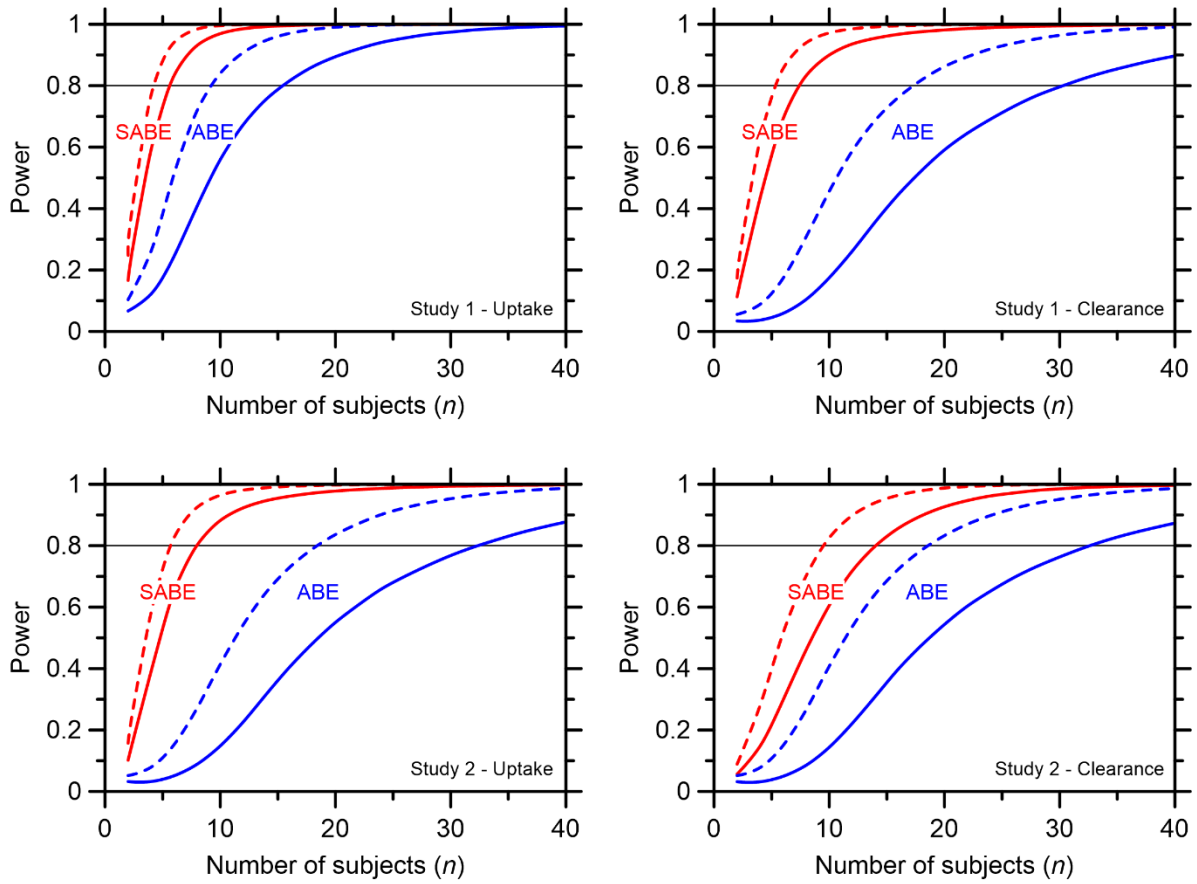 1
0.8
0.6
0.4
0.2
0
Power
SABE
ABE
Study 1 - Uptake
0 10 20 30 40
Number of subjects (n)
1
0.8
0.6
0.4
0.2
0
Power
SABE
ABE
Study 1 - Clearance
0 10 20 30 40
Number of subjects (n)
1
0.8
0.6
0.4
0.2
0
Power
SABE
ABE
Study 2 - Uptake
0 10 20 30 40
Number of subjects (n)
1
0.8
0.6
0.4
0.2
0
Power
SABE
ABE
Study 2 - Clearance
0 10 20 30 40
Number of subjects (n)